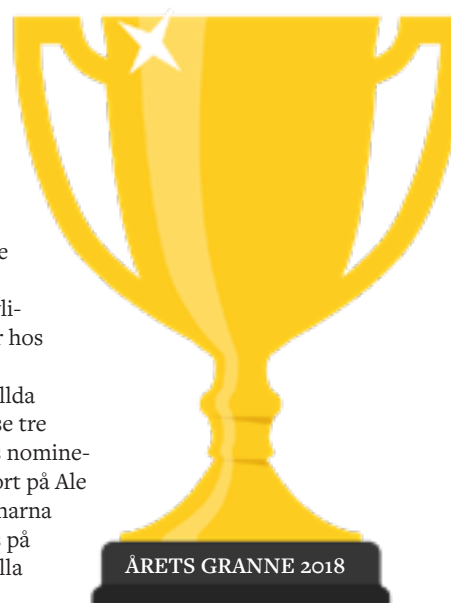 e
li-
r hos
llda
se tre
s nomine-
ort på Ale
narna
s på
lla
ÅRETS GRANNE 2018